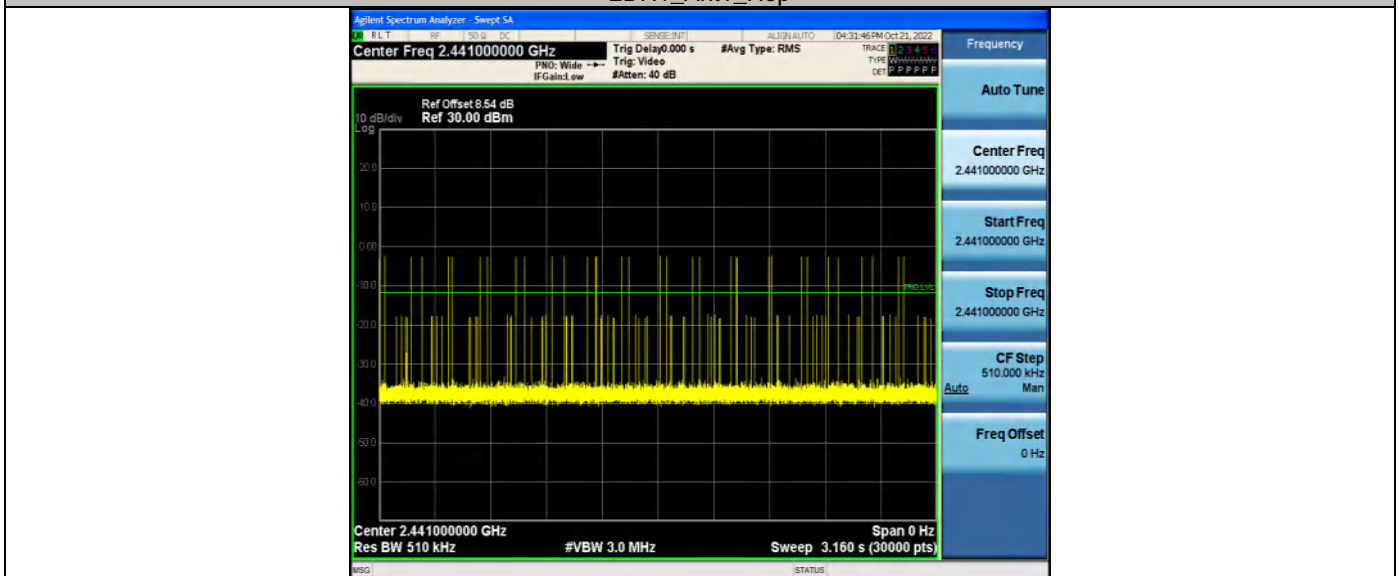 Agilent Spectrum Analyzer - Swept SA
RLT RF 50 Ω DC SENSE:INT ALIGN AUTO 04:31:46 PM Oct 21, 2022
Center Freq 2.441000000 GHz Trig Delay0.000 s #Avg Type: RMS TRACE 1 2 3 4 5 6
PNO: Wide Trig: Video TYPE
IFGain:Low #Atten: 40 dB DET P P P P P P
Frequency
Auto Tune
Center Freq
2.441000000 GHz
Start Freq
2.441000000 GHz
Stop Freq
2.441000000 GHz
CF Step
510.000 kHz
Auto Man
Freq Offset
0 Hz
Ref Offset 8.54 dB
10 dB/div Ref 30.00 dBm
Log
20.0
10.0
0.00
-10.0
TRIG LVL
-20.0
-30.0
-40.0
-50.0
-60.0
Center 2.441000000 GHz Span 0 Hz
Res BW 510 kHz #VBW 3.0 MHz Sweep 3.160 s (30000 pts)
MSG STATUS